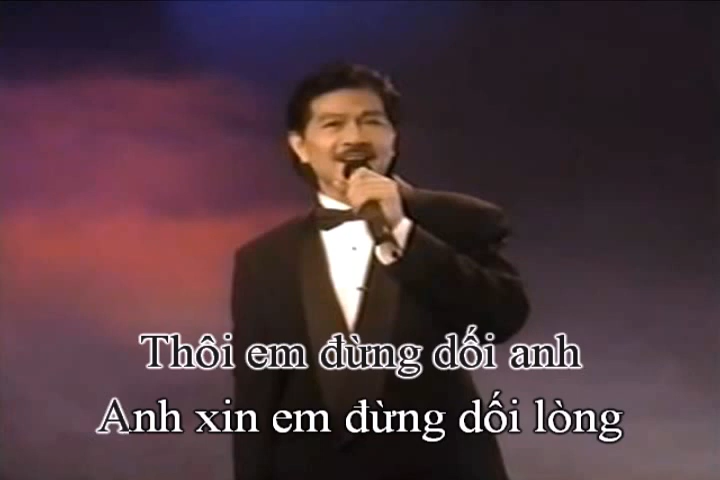 Thôi em đừng dối anh
Anh xin em đừng dối lòng